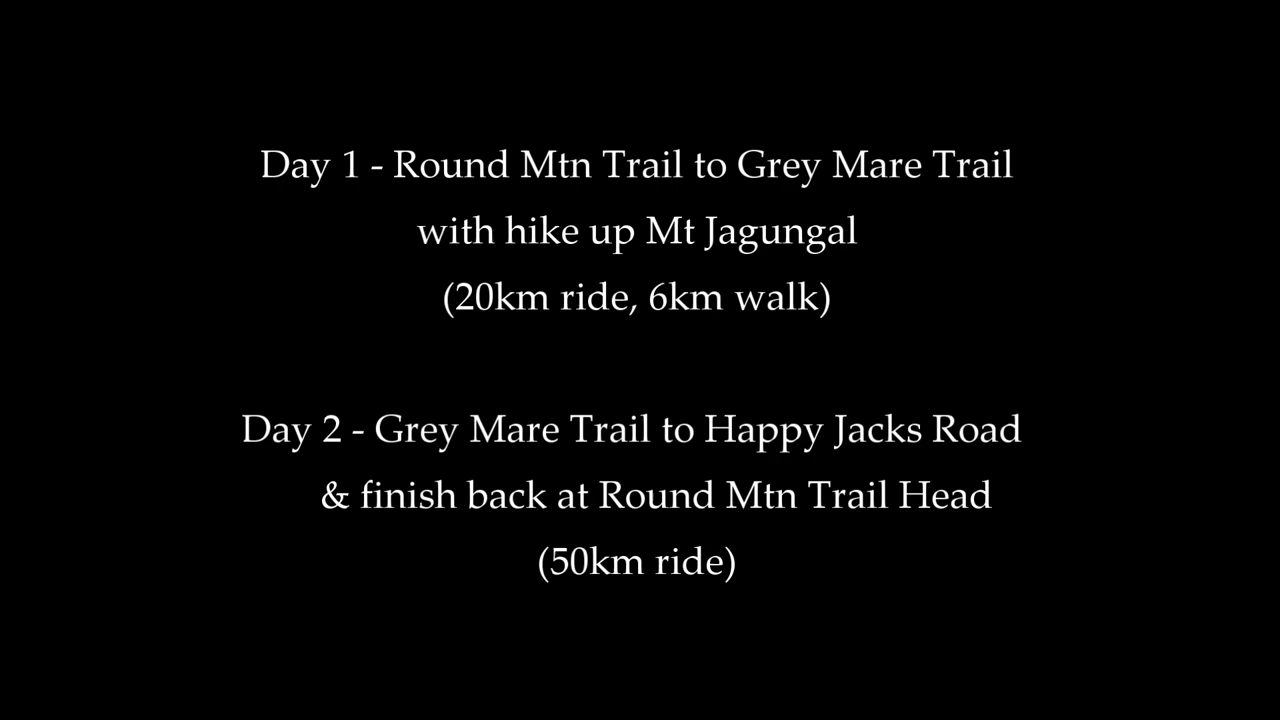 Day 1 - Round Mtn Trail to Grey Mare Trail
with hike up Mt Jagungal
(20km ride, 6km walk)
Day 2 - Grey Mare Trail to Happy Jacks Road
& finish back at Round Mtn Trail Head
(50km ride)